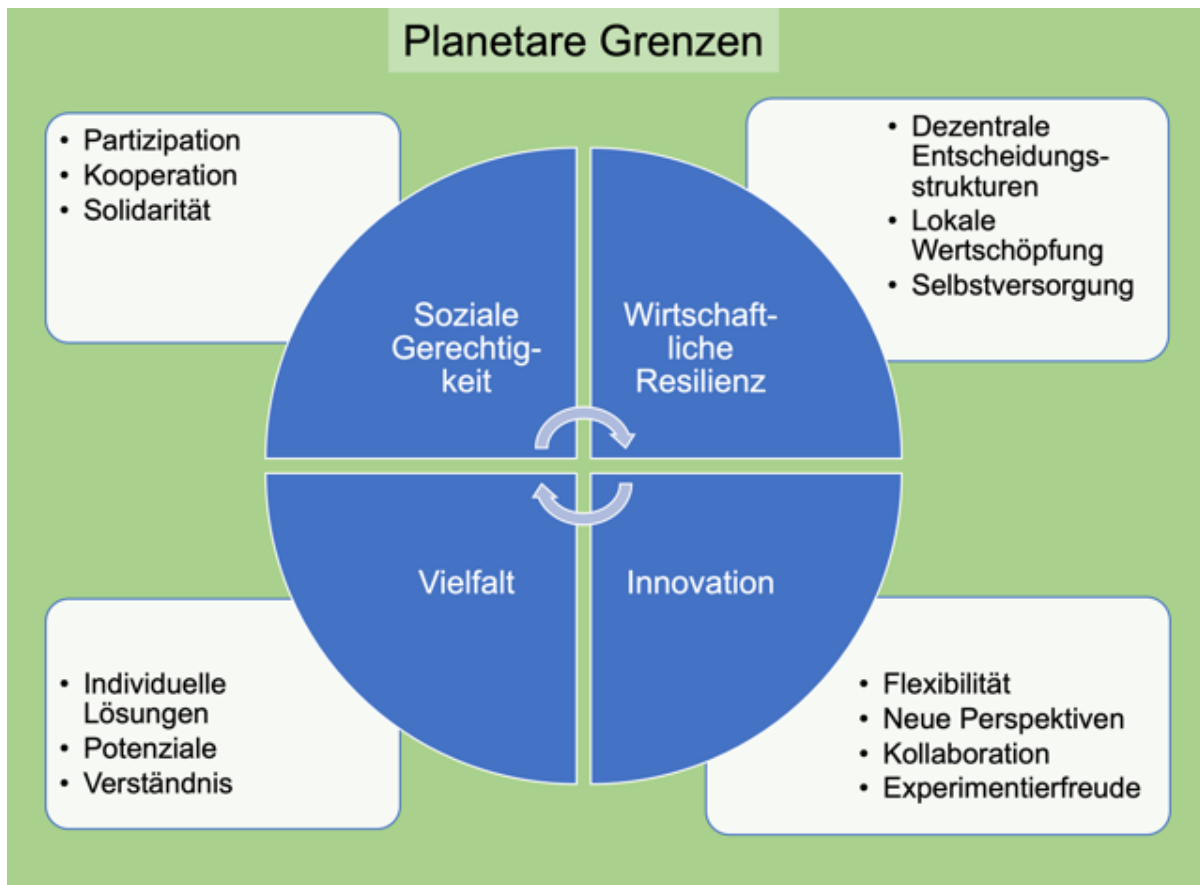 Planetare Grenzen
• Partizipation
• Kooperation
• Solidarität
• Dezentrale
Entscheidungs-
strukturen
• Lokale
Wertschöpfung
• Selbstversorgung
Soziale
Gerechtig-
keit
Wirtschaft-
liche
Resilienz
Vielfalt
Innovation
• Individuelle
Lösungen
• Potenziale
• Verständnis
• Flexibilität
• Neue Perspektiven
• Kollaboration
• Experimentierfreude